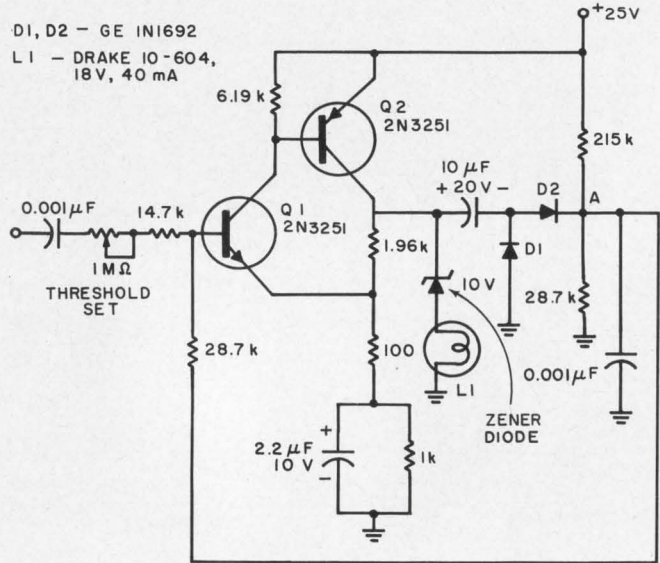 D1, D2 – GE 1N1692
L1 – DRAKE 10-604,
18V, 40 mA
+25V
6.19 k
Q2
2N3251
215k
10 µF
+ 20V –
D2
A
0.001µF
14.7 k
Q1
2N3251
1.96k
D1
1MΩ
THRESHOLD
SET
10 V
28.7 k
28.7 k
100
L1
0.001µF
ZENER
DIODE
+
2.2 µF
10 V
–
1k